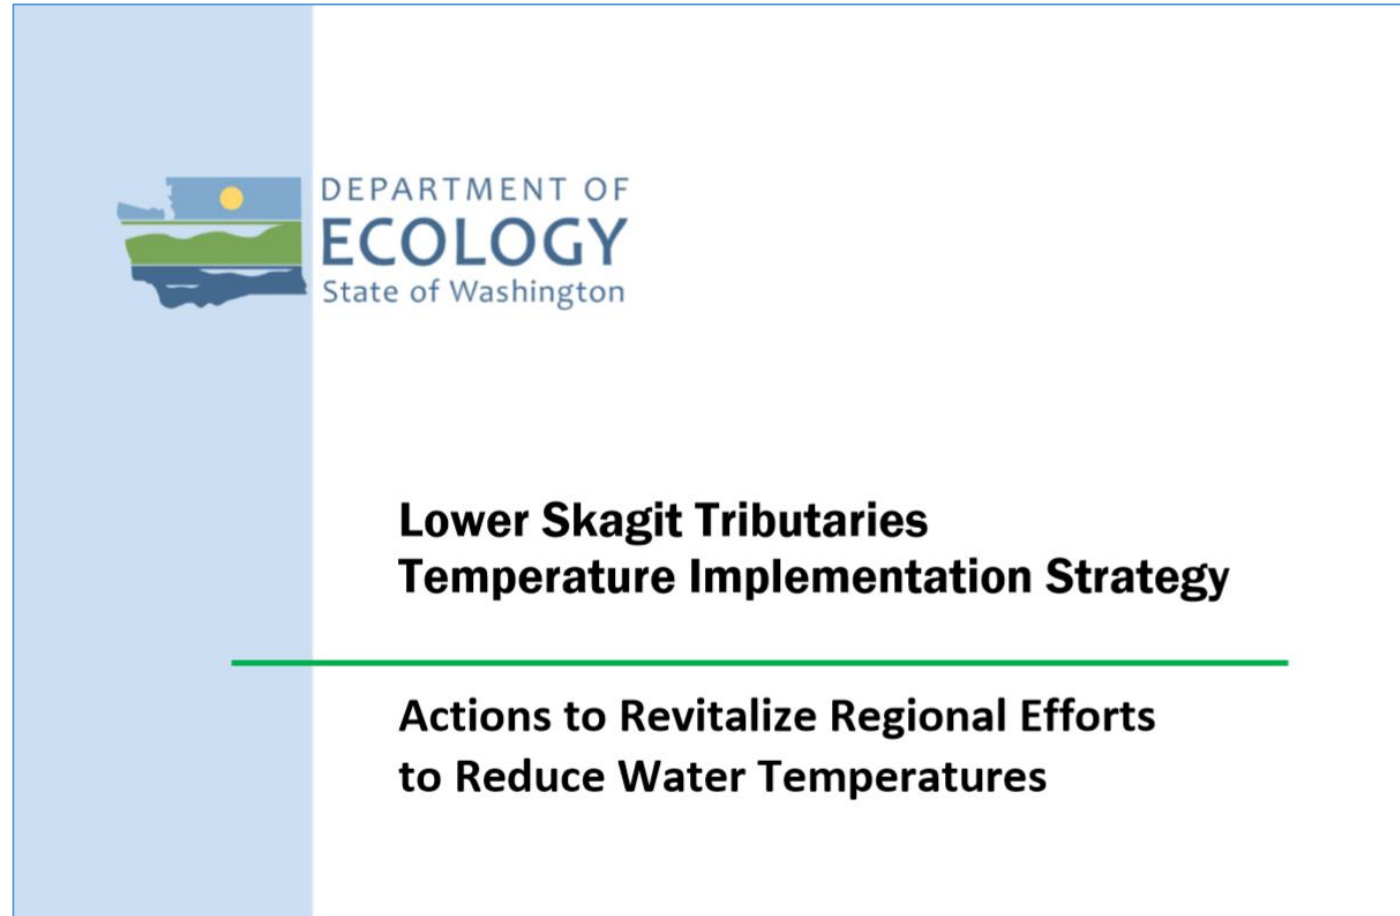 DEPARTMENT OF
ECOLOGY
State of Washington
Lower Skagit Tributaries
Temperature Implementation Strategy
Actions to Revitalize Regional Efforts
to Reduce Water Temperatures